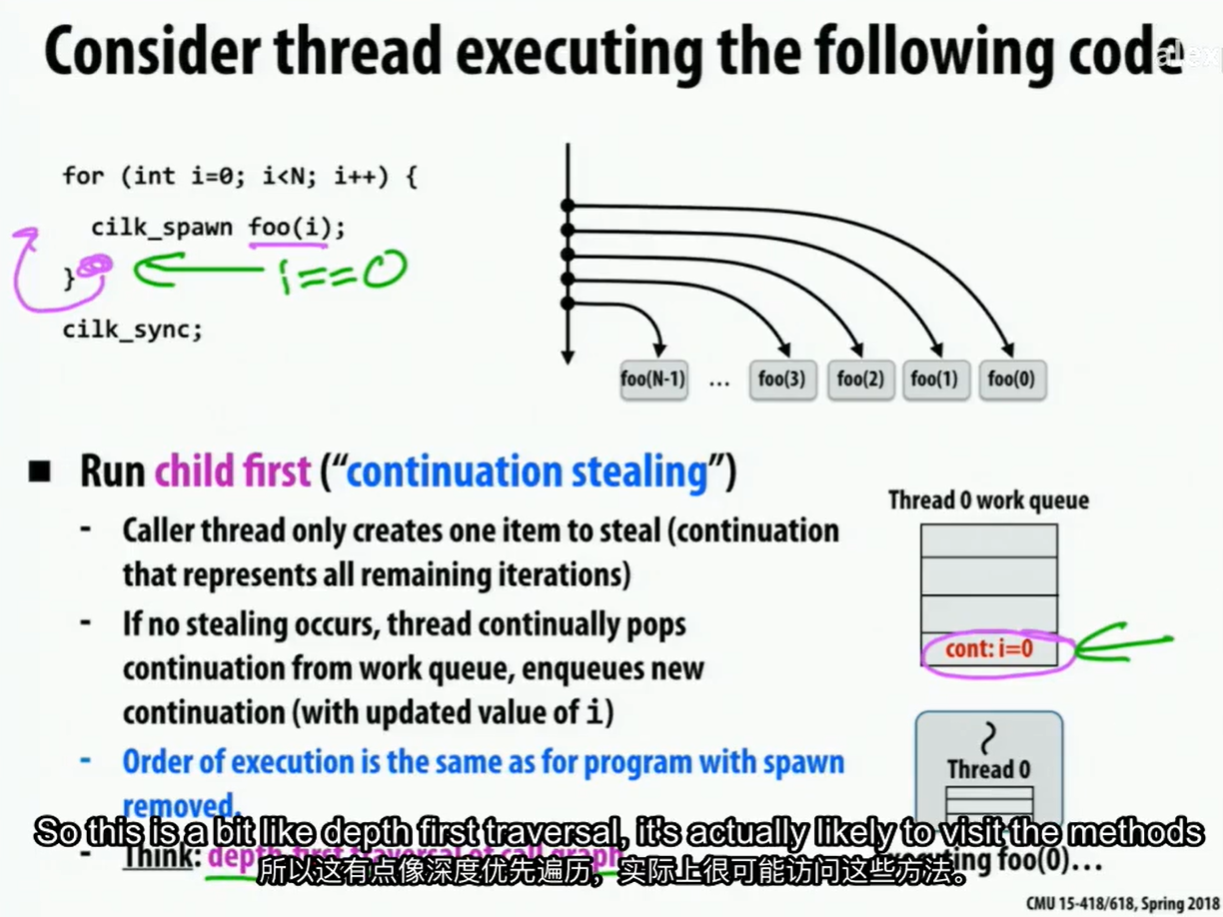 Consider thread executing the following code
alex
for (int i=0; i<N; i++) {
cilk_spawn foo(i);
}
i==0
cilk_sync;
foo(N-1) ... foo(3) foo(2) foo(1) foo(0)
■ Run child first (“continuation stealing”)
- Caller thread only creates one item to steal (continuation
that represents all remaining iterations)
- If no stealing occurs, thread continually pops
continuation from work queue, enqueues new
continuation (with updated value of i)
- Order of execution is the same as for program with spawn
removed.
- Think: depth-first traversal of call graph
Thread 0 work queue
cont: i=0
Thread 0
ing foo(0)...
So this is a bit like depth first traversal, it's actually likely to visit the methods
所以这有点像深度优先遍历，实际上很可能访问这些方法。
CMU 15-418/618, Spring 2018